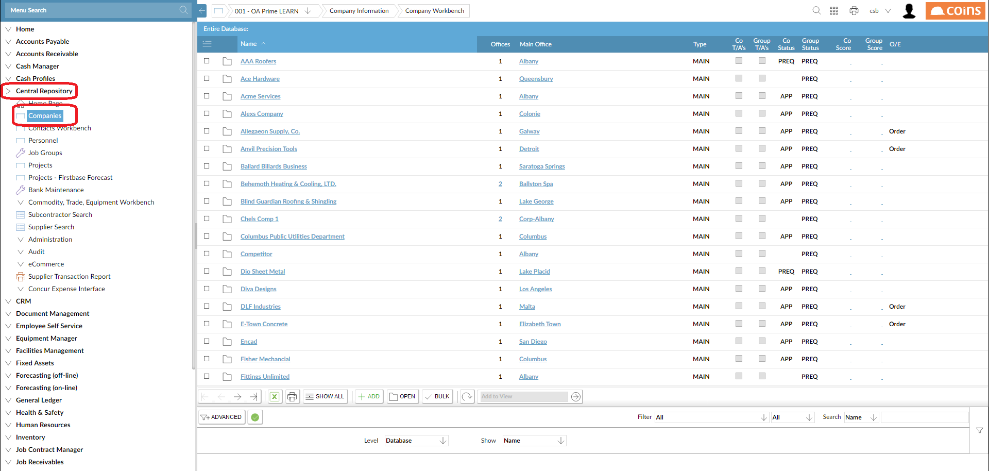 Menu Search
001 - OA Prime LEARN
Company Information
Company Workbench
csb
coins
Home
Accounts Payable
Accounts Receivable
Cash Manager
Cash Profiles
Central Repository
Home Page
Companies
Contacts Workbench
Personnel
Job Groups
Projects
Projects - Firstbase Forecast
Bank Maintenance
Commodity, Trade, Equipment Workbench
Subcontractor Search
Supplier Search
Administration
Audit
eCommerce
Supplier Transaction Report
Concur Expense Interface
CRM
Document Management
Employee Self Service
Equipment Manager
Facilities Management
Fixed Assets
Forecasting (off-line)
Forecasting (on-line)
General Ledger
Health & Safety
Human Resources
Inventory
Job Contract Manager
Job Receivables
Entire Database:
Name Offices Main Office Type Co T/A's Group T/A's Co Status Group Status Co Score Group Score O/E
AAA Roofers 1 Albany MAIN PREQ PREQ - -
Ace Hardware 1 Queensbury MAIN PREQ - -
Acme Services 1 Albany MAIN APP PREQ - -
Alexs Company 1 Colonie MAIN APP PREQ - -
Allegaeon Supply, Co. 1 Galway MAIN APP PREQ - - Order
Anvil Precision Tools 1 Detroit MAIN APP PREQ - - Order
Ballard Billards Business 1 Saratoga Springs MAIN APP PREQ - -
Behemoth Heating & Cooling, LTD. 2 Ballston Spa MAIN APP PREQ - -
Blind Guardian Roofing & Shingling 1 Lake George MAIN APP PREQ - -
Chels Comp 1 2 Corp-Albany MAIN PREQ - -
Columbus Public Utilities Department 1 Columbus MAIN APP PREQ - -
Competitor 1 Albany MAIN PREQ - -
Dio Sheet Metal 1 Lake Placid MAIN PREQ PREQ - -
Diva Designs 1 Los Angeles MAIN APP PREQ - -
DLF Industries 1 Malta MAIN APP PREQ - - Order
E-Town Concrete 1 Elizabeth Town MAIN APP PREQ - - Order
Encad 1 San Diego MAIN APP PREQ - -
Fisher Mechancial 1 Columbus MAIN APP PREQ - -
Fittings Unlimited 1 Albany MAIN PREQ - -
SHOW ALL ADD OPEN BULK Add to View
ADVANCED Filter All All Search Name
Level Database Show Name